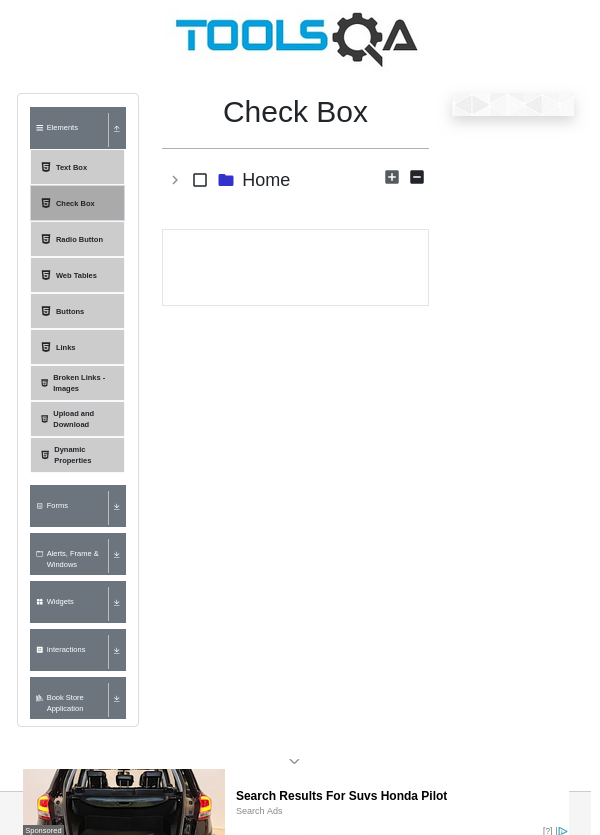 TOOLSQA
Check Box
Elements
Text Box
Check Box
Radio Button
Web Tables
Buttons
Links
Broken Links -
Images
Upload and
Download
Dynamic
Properties
Forms
Alerts, Frame &
Windows
Widgets
Interactions
Book Store
Application
Home
Search Results For Suvs Honda Pilot
Search Ads
Sponsored
[?]